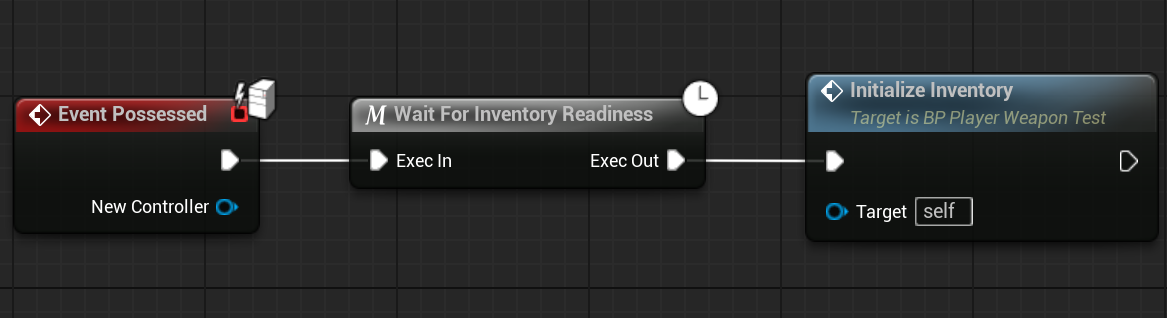 Event Possessed
New Controller
M Wait For Inventory Readiness
Exec In
Exec Out
Initialize Inventory
Target is BP Player Weapon Test
Target self